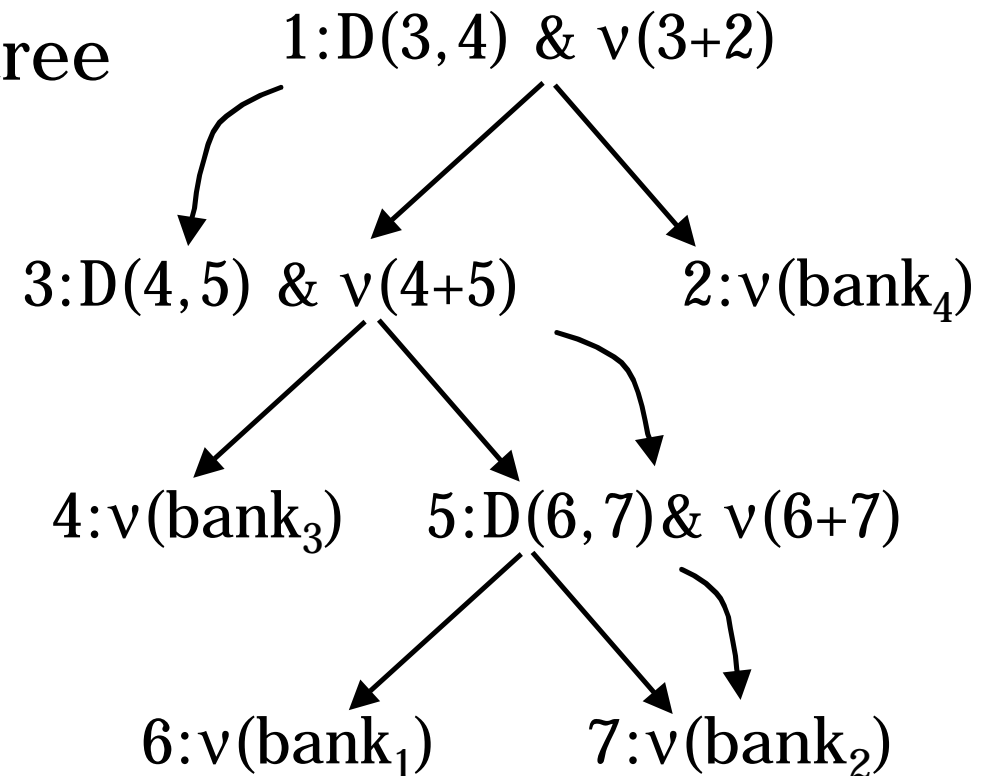 ree
1:D(3,4) & ν(3+2)
3:D(4,5) & ν(4+5)
2:ν(bank₄)
4:ν(bank₃)
5:D(6,7)& ν(6+7)
6:ν(bank₁)
7:ν(bank₂)